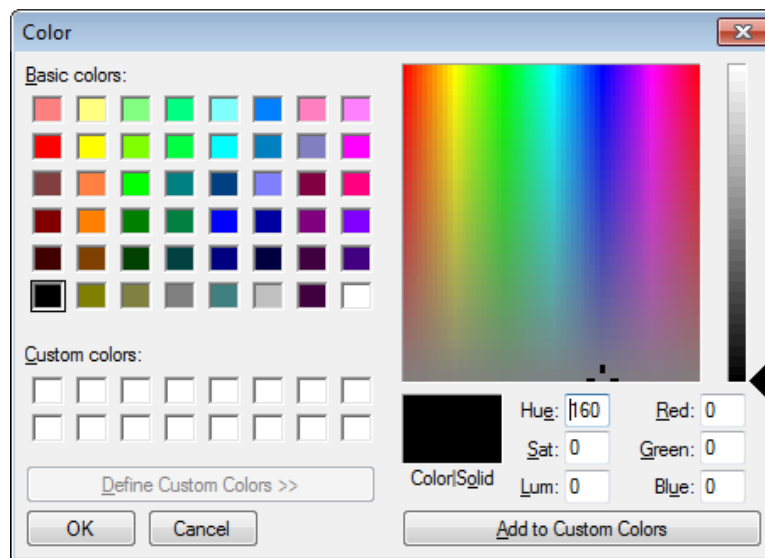 Color
Basic colors:
Custom colors:
Define Custom Colors >>
OK
Cancel
Color|Solid
Hue: 160
Sat: 0
Lum: 0
Red: 0
Green: 0
Blue: 0
Add to Custom Colors